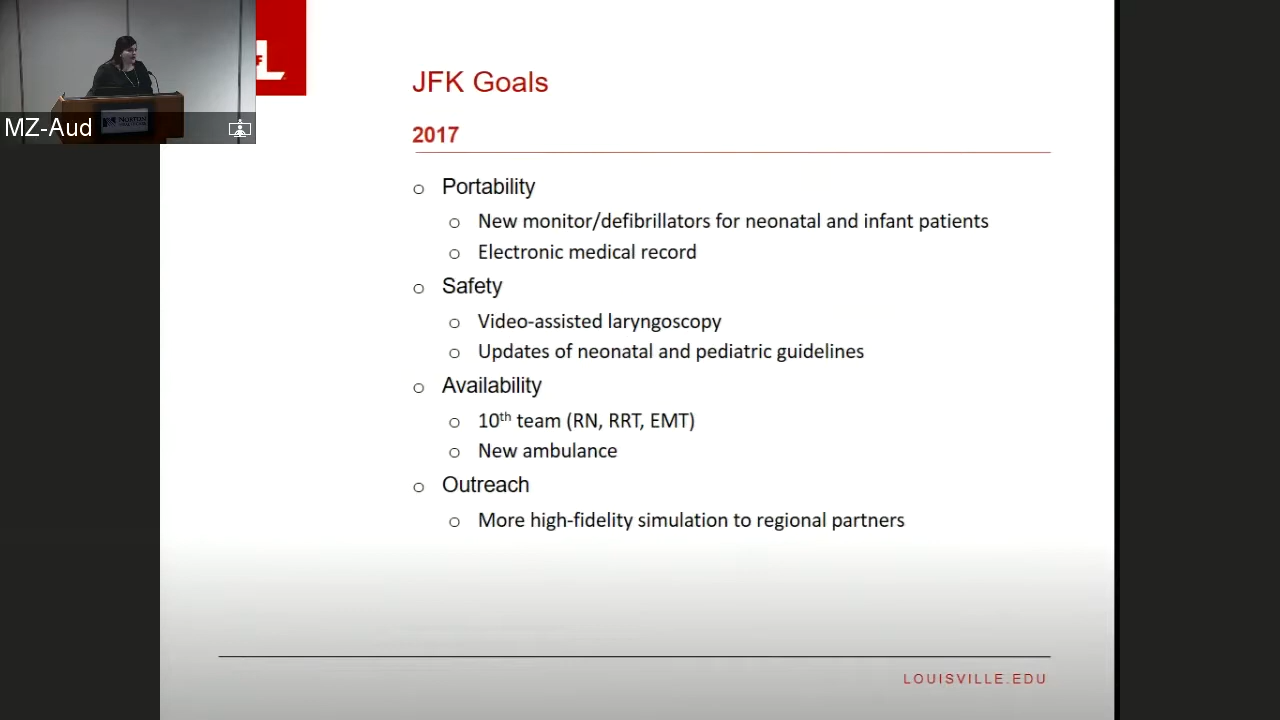 MZ-Aud
JFK Goals
2017
Portability
New monitor/defibrillators for neonatal and infant patients
Electronic medical record
Safety
Video-assisted laryngoscopy
Updates of neonatal and pediatric guidelines
Availability
10th team (RN, RRT, EMT)
New ambulance
Outreach
More high-fidelity simulation to regional partners
LOUISVILLE.EDU